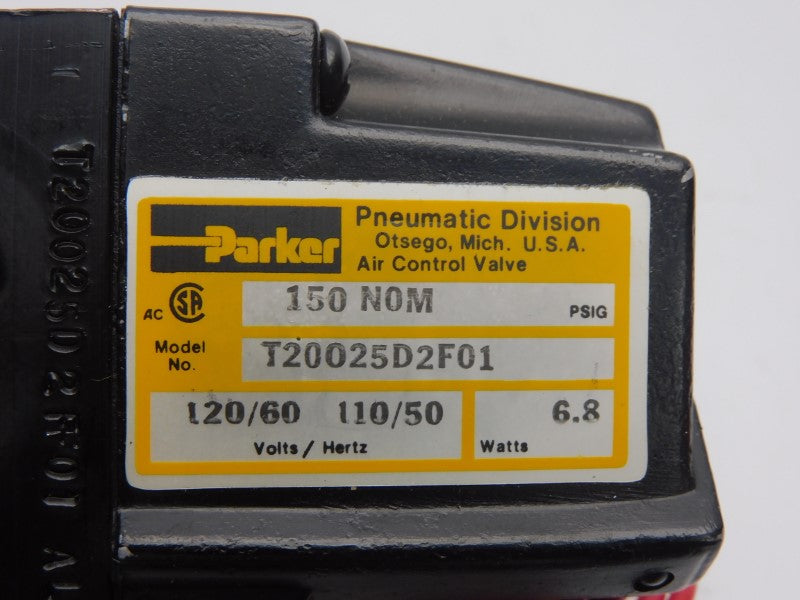 Parker
Pneumatic Division
Otsego, Mich. U.S.A.
Air Control Valve
AC SA 150 NOM PSIG
Model No. T20025D2F01
120/60 110/50
Volts / Hertz
6.8
Watts